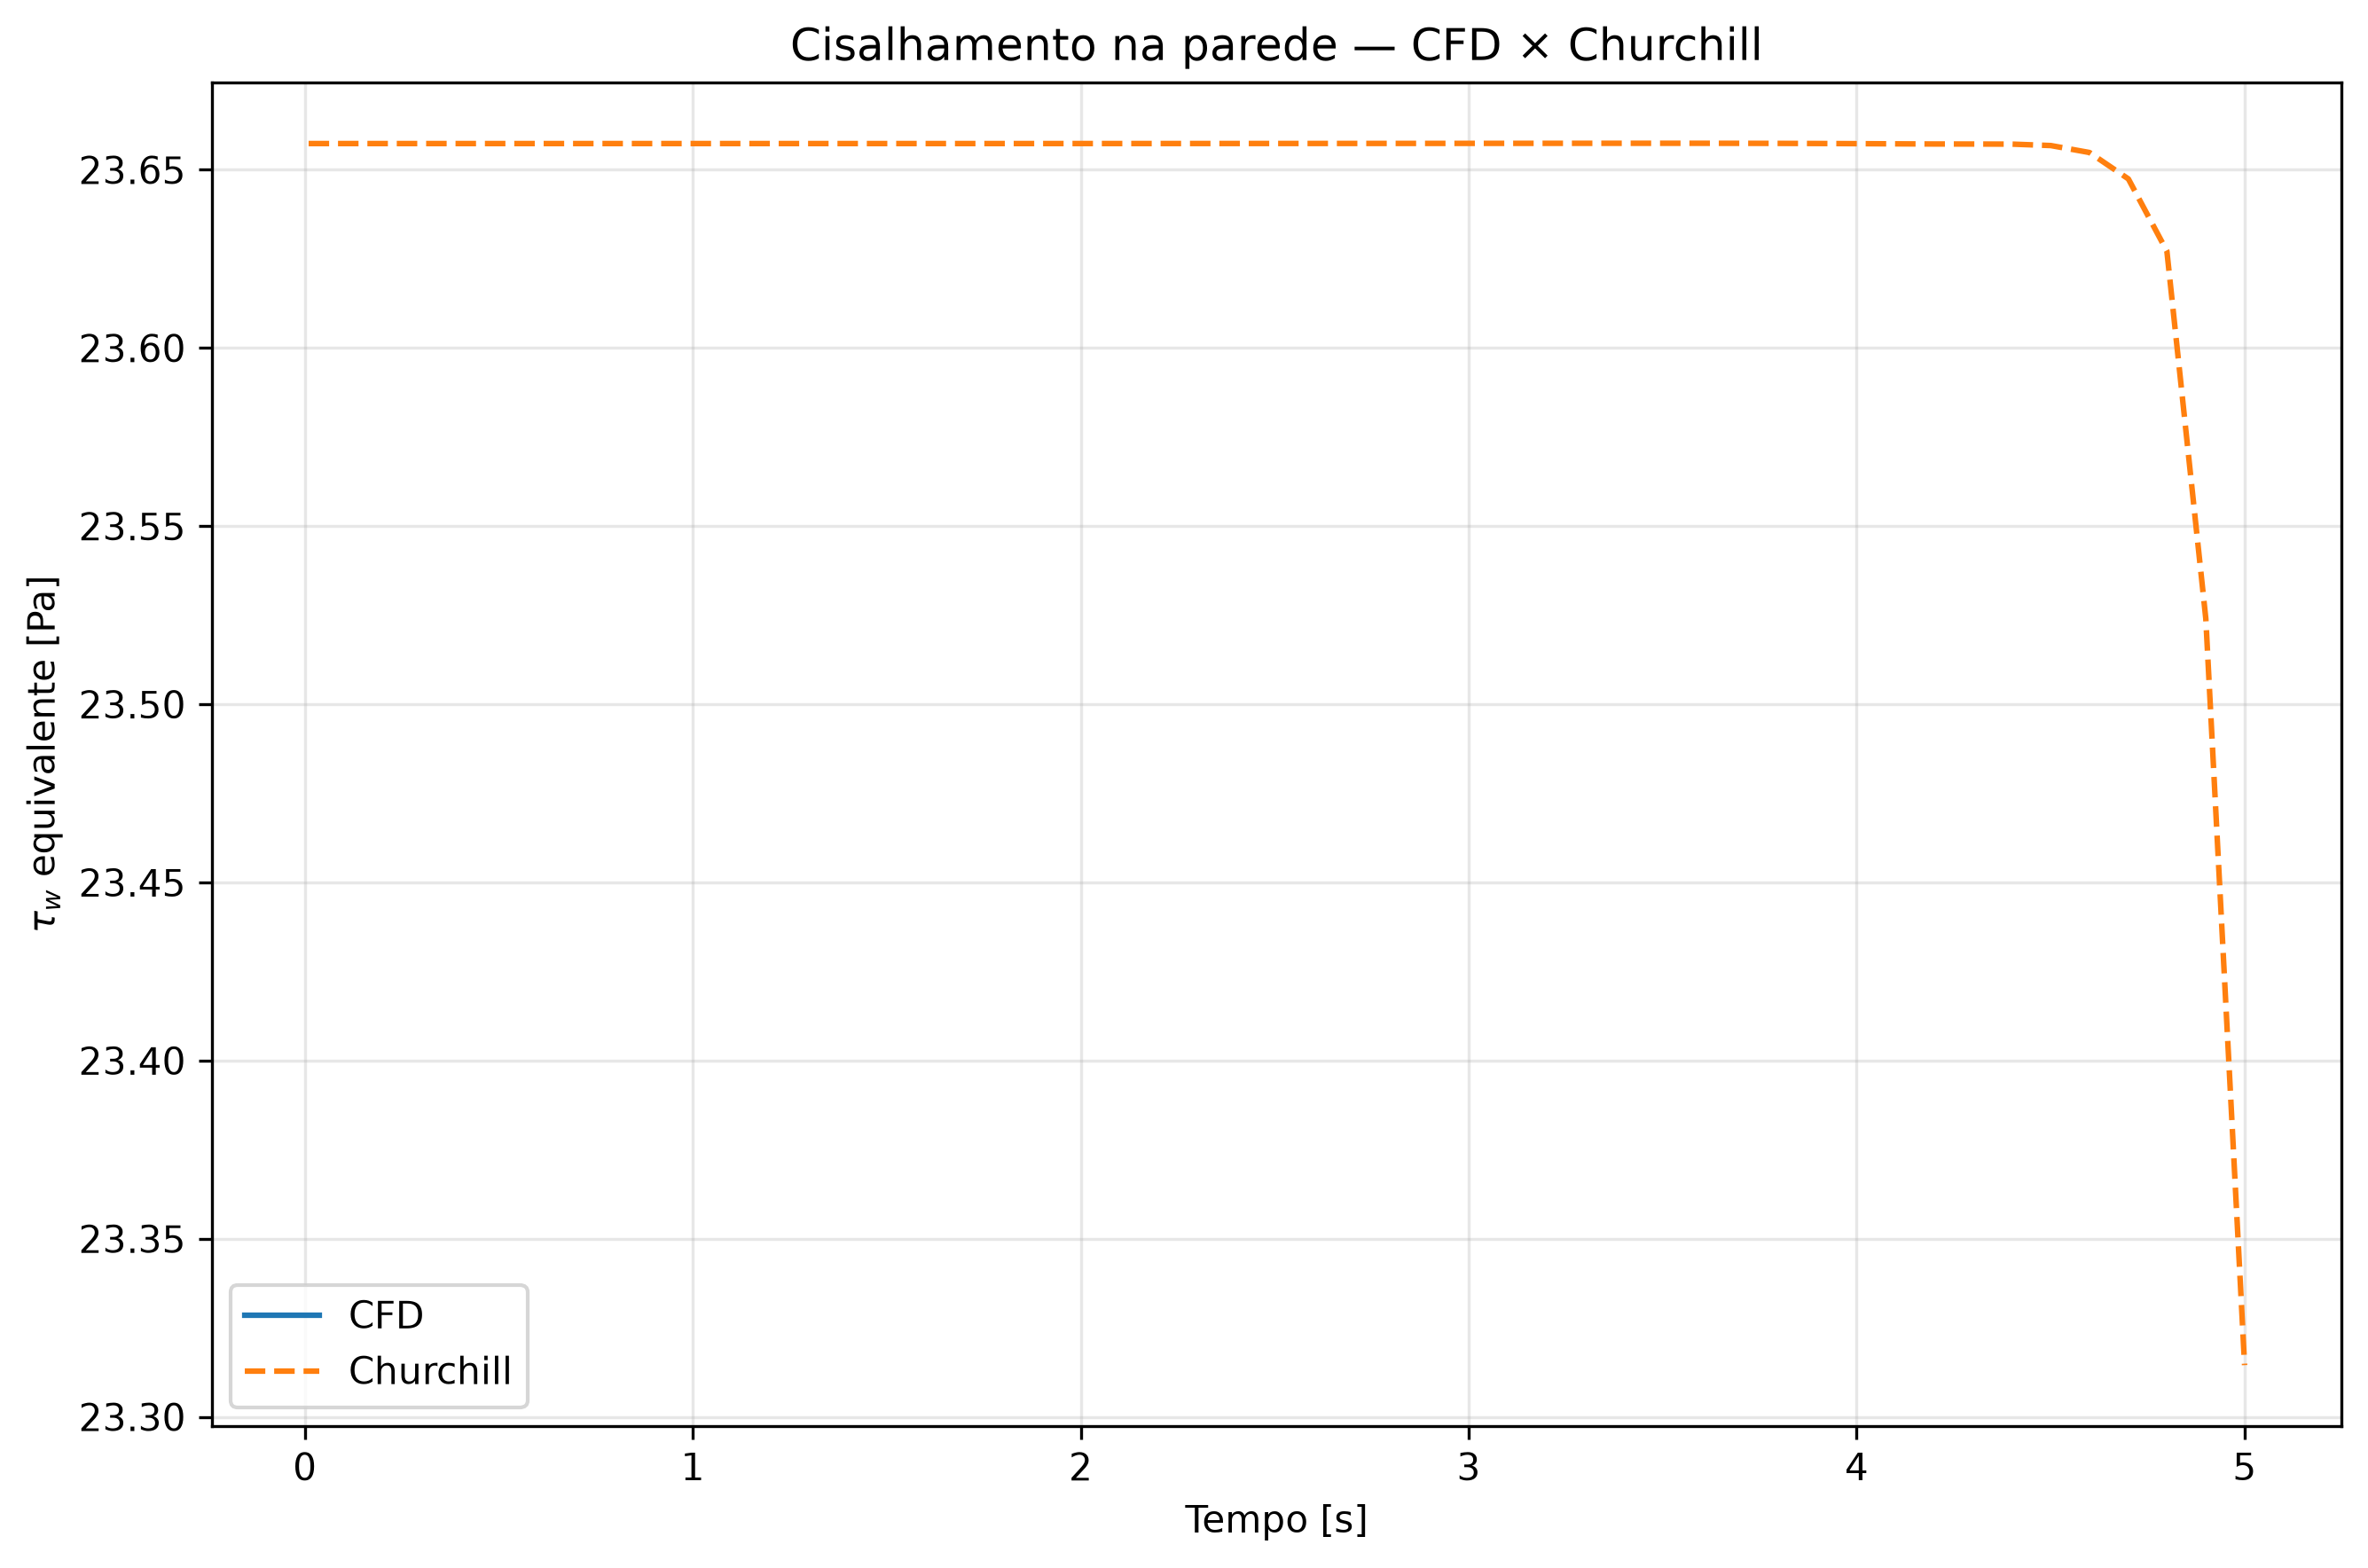 Cisalhamento na parede — CFD × Churchill
τw equivalente [Pa]
23.65
23.60
23.55
23.50
23.45
23.40
23.35
23.30
CFD
Churchill
0 1 2 3 4 5
Tempo [s]